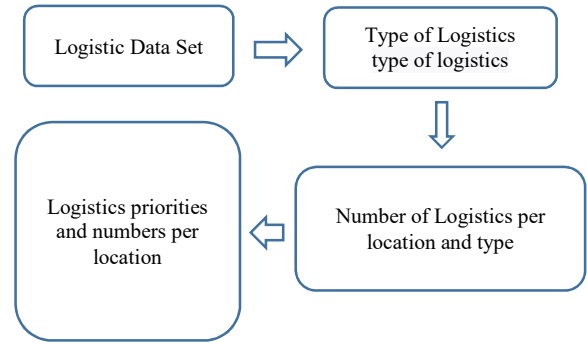 Logistic Data Set
Type of Logistics
type of logistics
Number of Logistics per
location and type
Logistics priorities
and numbers per
location